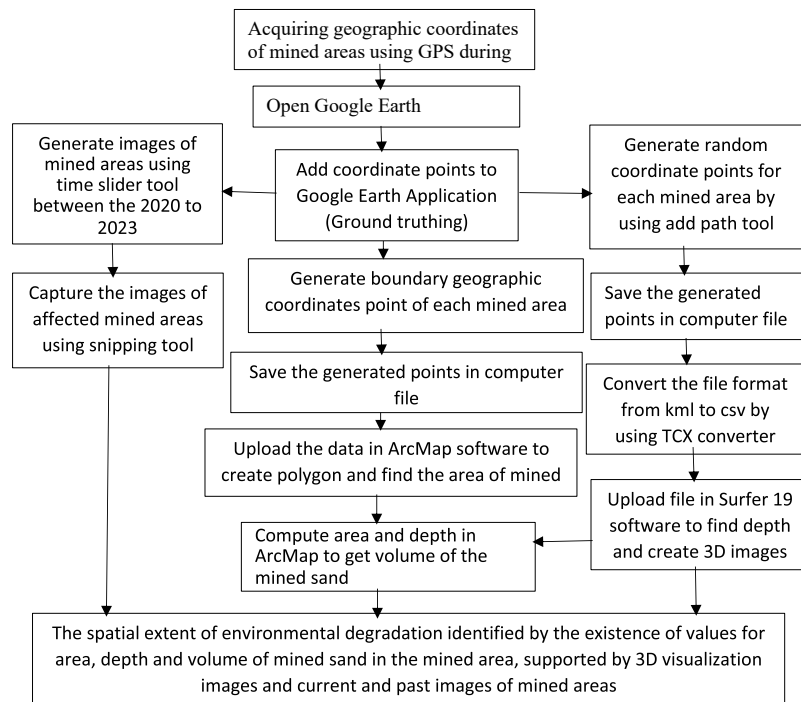 Acquiring geographic coordinates
of mined areas using GPS during
Open Google Earth
Generate images of
mined areas using
time slider tool
between the 2020 to
2023
Add coordinate points to
Google Earth Application
(Ground truthing)
Generate random
coordinate points for
each mined area by
using add path tool
Capture the images of
affected mined areas
using snipping tool
Generate boundary geographic
coordinates point of each mined area
Save the generated
points in computer file
Save the generated points in computer
file
Convert the file format
from kml to csv by
using TCX converter
Upload the data in ArcMap software to
create polygon and find the area of mined
Upload file in Surfer 19
software to find depth
and create 3D images
Compute area and depth in
ArcMap to get volume of the
mined sand
The spatial extent of environmental degradation identified by the existence of values for
area, depth and volume of mined sand in the mined area, supported by 3D visualization
images and current and past images of mined areas